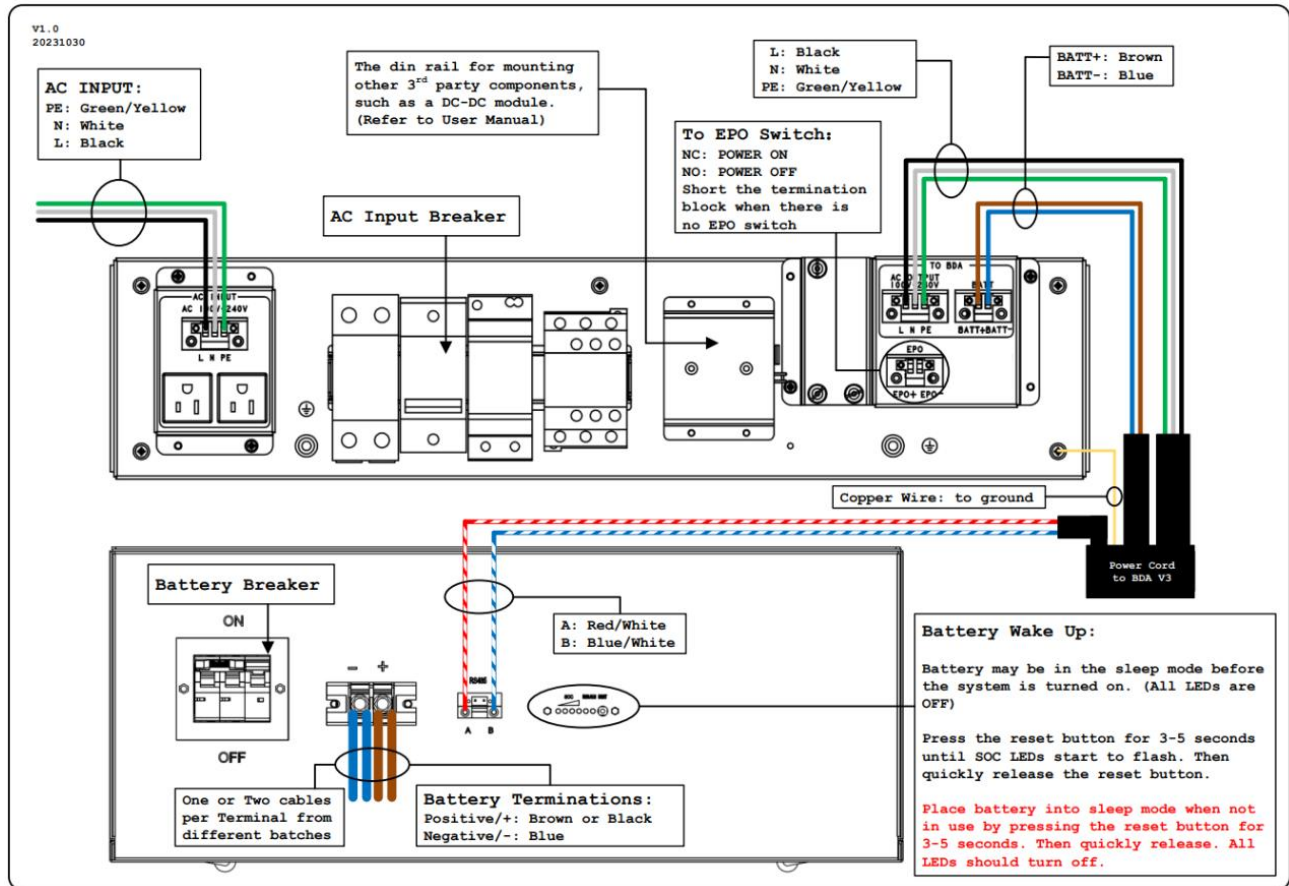 V1.0
20231030
AC INPUT:
PE: Green/Yellow
N: White
L: Black
The din rail for mounting
other 3rd party components,
such as a DC-DC module.
(Refer to User Manual)
L: Black
N: White
PE: Green/Yellow
BATT+: Brown
BATT-: Blue
To EPO Switch:
NC: POWER ON
NO: POWER OFF
Short the termination
block when there is
no EPO switch
AC Input Breaker
AC INPUT
AC 100/~240V
L N PE
TO BDA
AC OUTPUT
BATT
L N PE
BATT+BATT-
EPO
EPO+ EPO-
Copper Wire: to ground
Power Cord
to BDA V3
Battery Breaker
ON
OFF
- +
One or Two cables
per Terminal from
different batches
Battery Terminations:
Positive/+: Brown or Black
Negative/-: Blue
A: Red/White
B: Blue/White
RS485
A B
SOC
Battery Wake Up:
Battery may be in the sleep mode before
the system is turned on. (All LEDs are
OFF)
Press the reset button for 3-5 seconds
until SOC LEDs start to flash. Then
quickly release the reset button.
Place battery into sleep mode when not
in use by pressing the reset button for
3-5 seconds. Then quickly release. All
LEDs should turn off.